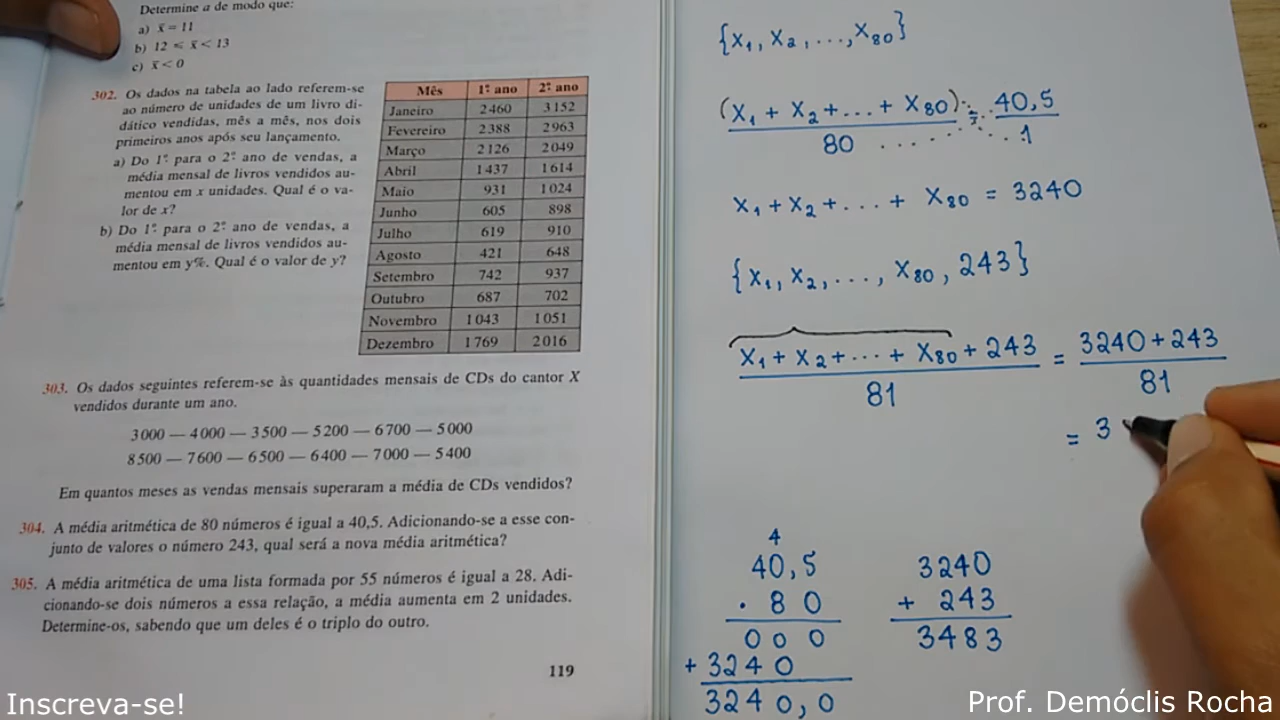 Determine a de modo que:
a) x̄ = 11
b) 12 ≤ x̄ < 13
c) x̄ < 0
302. Os dados na tabela ao lado referem-se
ao número de unidades de um livro di-
dático vendidas, mês a mês, nos dois
primeiros anos após seu lançamento.
a) Do 1º para o 2º ano de vendas, a
média mensal de livros vendidos au-
mentou em x unidades. Qual é o va-
lor de x?
b) Do 1º para o 2º ano de vendas, a
média mensal de livros vendidos au-
mentou em y%. Qual é o valor de y?
Mês 1º ano 2º ano
Janeiro 2460 3152
Fevereiro 2388 2963
Março 2126 2049
Abril 1437 1614
Maio 931 1024
Junho 605 898
Julho 619 910
Agosto 421 648
Setembro 742 937
Outubro 687 702
Novembro 1043 1051
Dezembro 1769 2016
303. Os dados seguintes referem-se às quantidades mensais de CDs do cantor X
vendidos durante um ano.
3000 — 4000 — 3500 — 5200 — 6700 — 5000
8500 — 7600 — 6500 — 6400 — 7000 — 5400
Em quantos meses as vendas mensais superaram a média de CDs vendidos?
304. A média aritmética de 80 números é igual a 40,5. Adicionando-se a esse con-
junto de valores o número 243, qual será a nova média aritmética?
305. A média aritmética de uma lista formada por 55 números é igual a 28. Adi-
cionando-se dois números a essa relação, a média aumenta em 2 unidades.
Determine-os, sabendo que um deles é o triplo do outro.
119
{x₁, x₂, ..., x₈₀}
(x₁ + x₂ + ... + x₈₀) = 40,5
80 1
x₁ + x₂ + ... + x₈₀ = 3240
{x₁, x₂, ..., x₈₀, 243}
x₁ + x₂ + ... + x₈₀ + 243 = 3240 + 243
81 81
= 3
4
40,5
. 80
000
+ 3240
3240,0
3240
+ 243
3483
Inscreva-se!
Prof. Demóclis Rocha